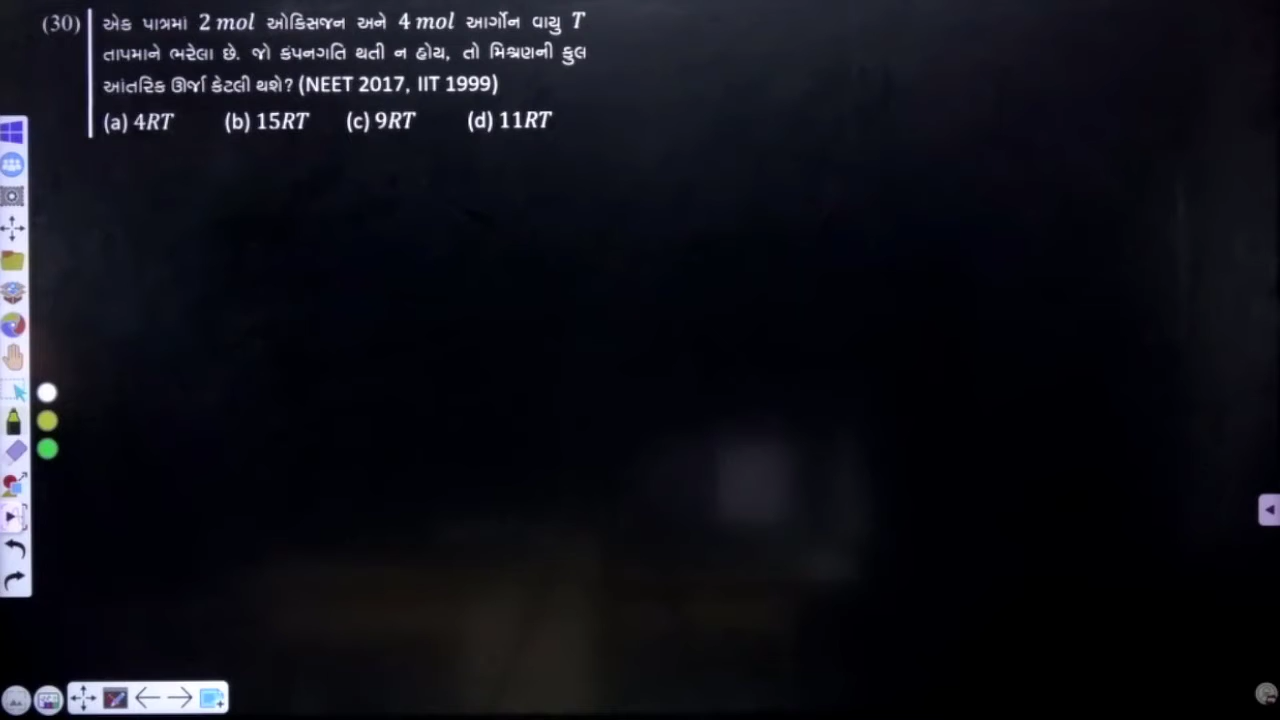 (30) એક પાત્રમાં 2 mol ઓકિસજન અને 4 mol આર્ગોન વાયુ T
તાપમાને ભરેલા છે. જો કંપનગતિ થતી ન હોય, તો મિશ્રણની કુલ
આંતરિક ઊર્જા કેટલી થશે? (NEET 2017, IIT 1999)
(a) 4RT (b) 15RT (c) 9RT (d) 11RT